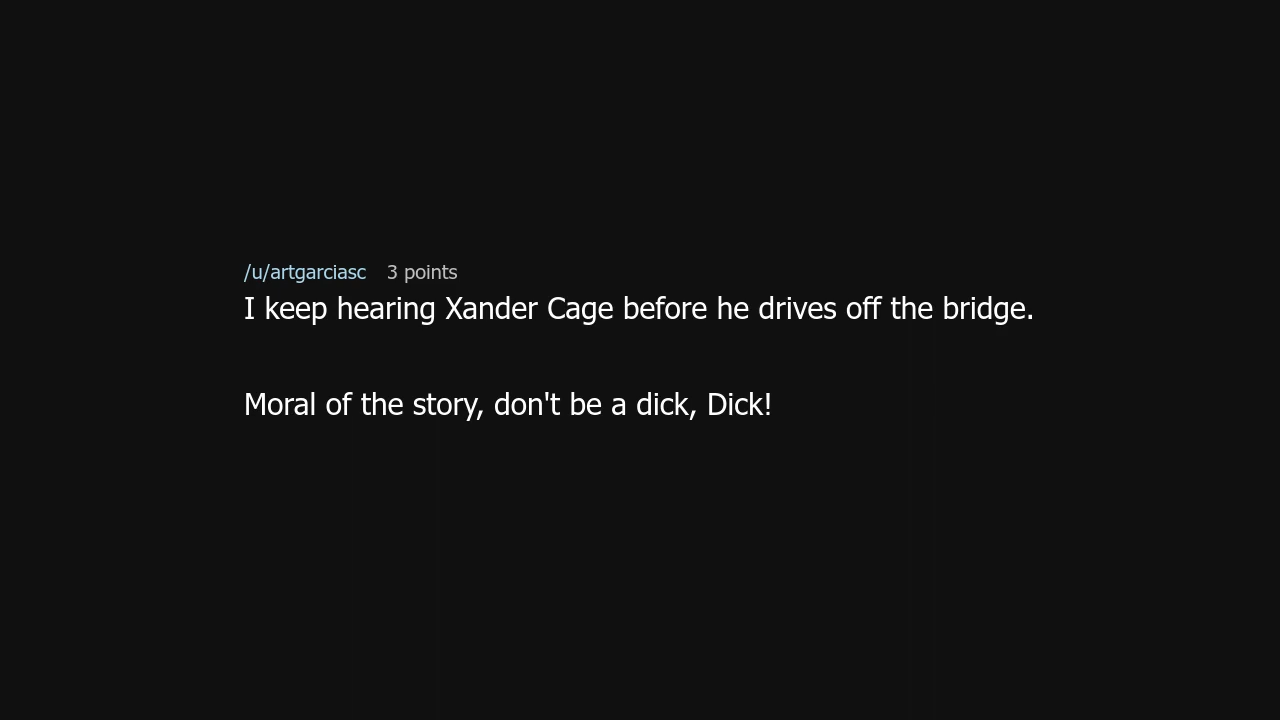 /u/artgarciasc 3 points
I keep hearing Xander Cage before he drives off the bridge.
Moral of the story, don't be a dick, Dick!